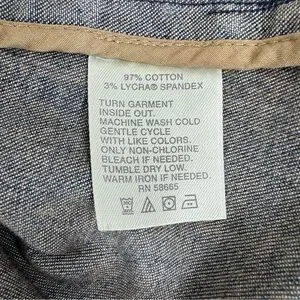 97% COTTON
3% LYCRA® SPANDEX
TURN GARMENT
INSIDE OUT.
MACHINE WASH COLD
GENTLE CYCLE
WITH LIKE COLORS.
ONLY NON-CHLORINE
BLEACH IF NEEDED.
TUMBLE DRY LOW.
WARM IRON IF NEEDED.
RN 58665